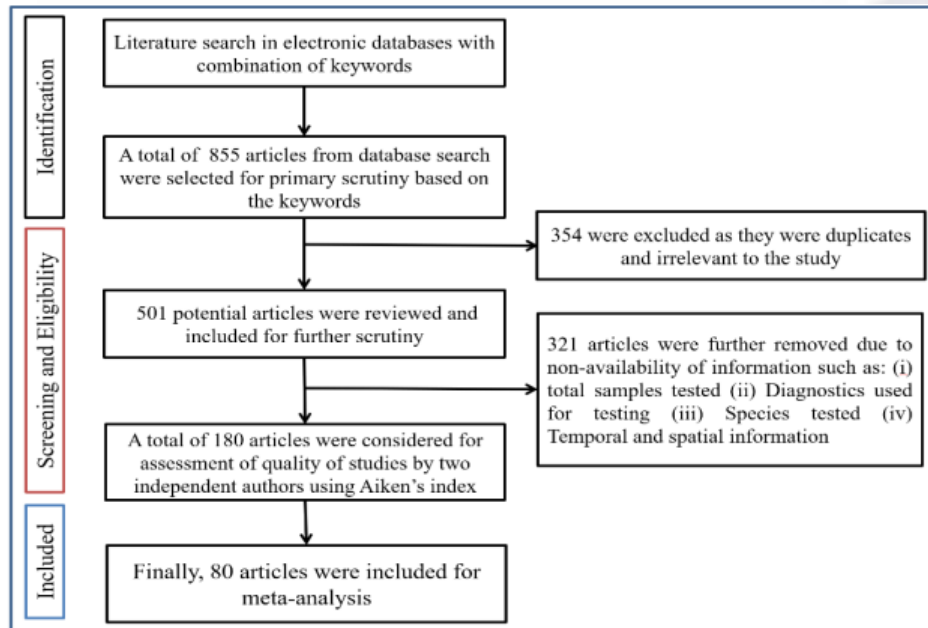 Identification
Literature search in electronic databases with
combination of keywords
A total of 855 articles from database search
were selected for primary scrutiny based on
the keywords
Screening and Eligibility
354 were excluded as they were duplicates
and irrelevant to the study
501 potential articles were reviewed and
included for further scrutiny
321 articles were further removed due to
non-availability of information such as: (i)
total samples tested (ii) Diagnostics used
for testing (iii) Species tested (iv)
Temporal and spatial information
A total of 180 articles were considered for
assessment of quality of studies by two
independent authors using Aiken's index
Included
Finally, 80 articles were included for
meta-analysis